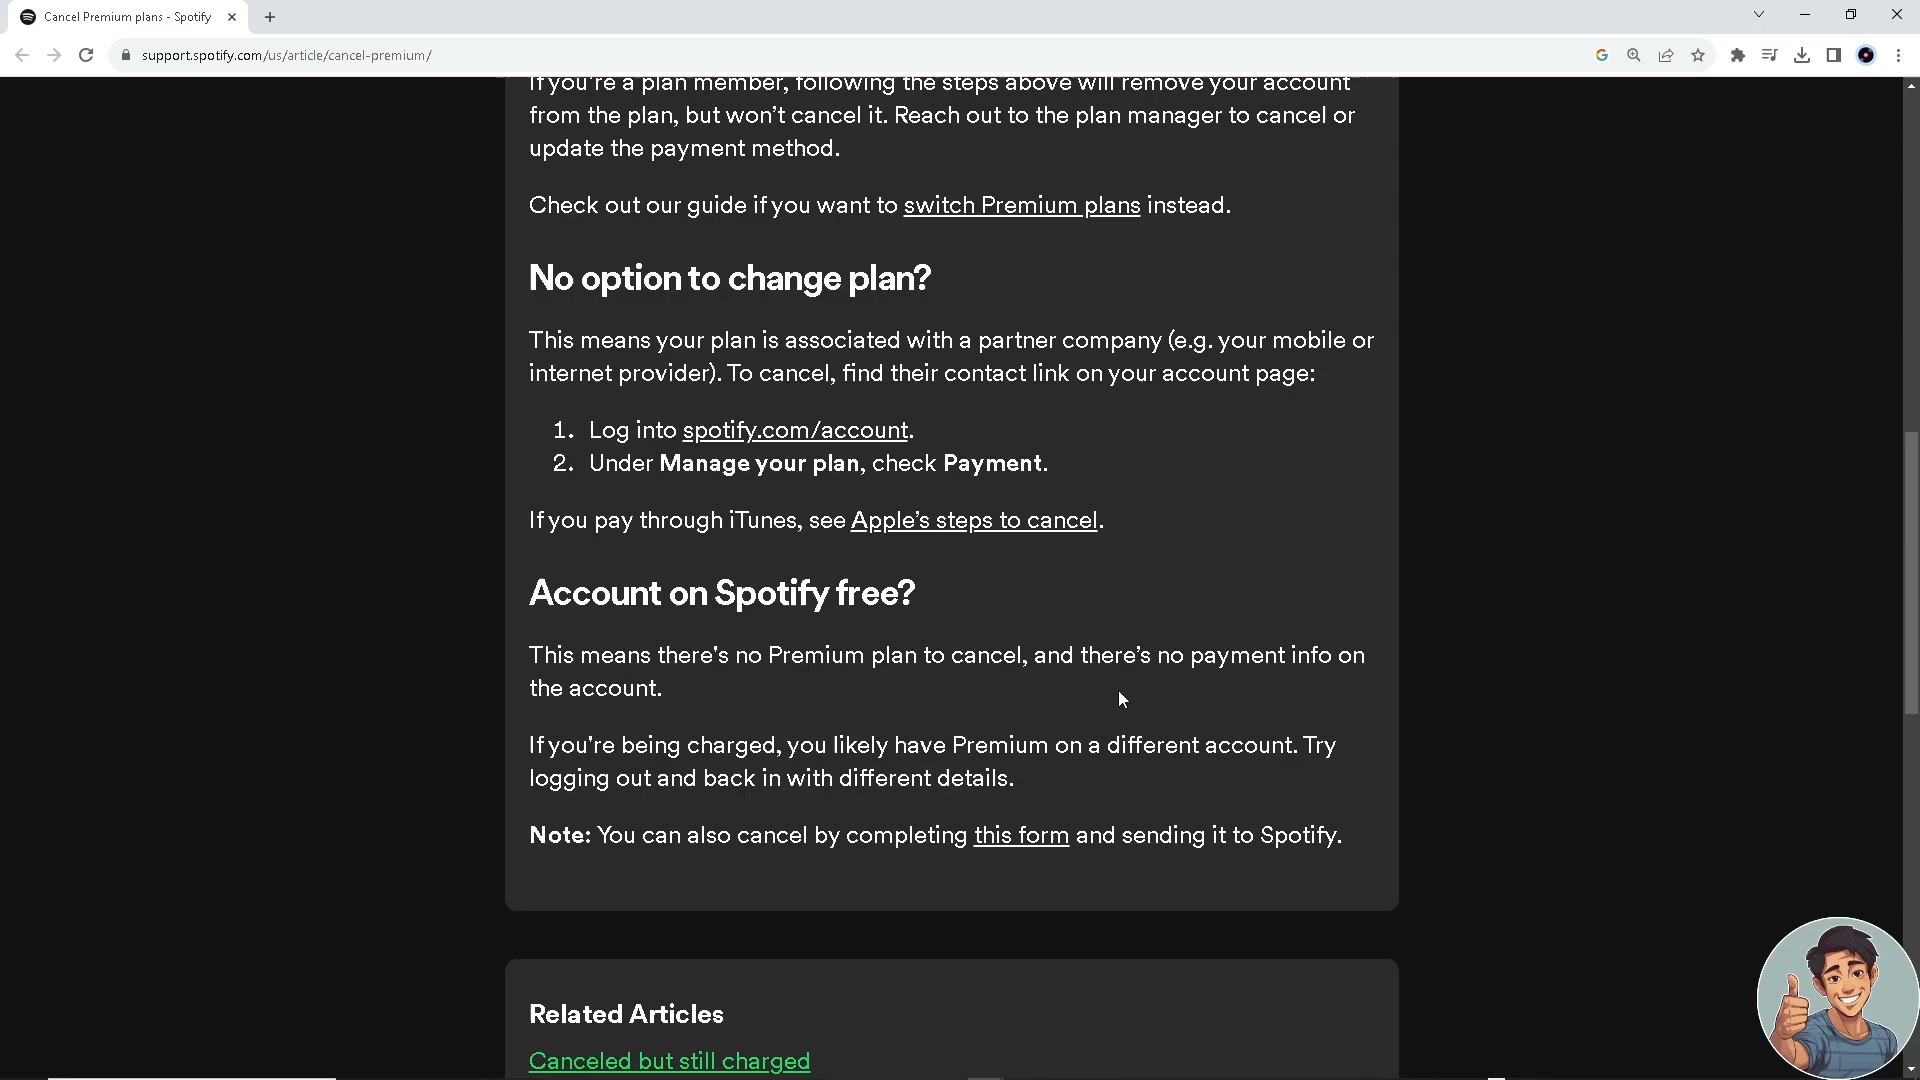 Cancel Premium plans - Spotify
support.spotify.com/us/article/cancel-premium/
If you're a plan member, following the steps above will remove your account
from the plan, but won’t cancel it. Reach out to the plan manager to cancel or
update the payment method.
Check out our guide if you want to switch Premium plans instead.
No option to change plan?
This means your plan is associated with a partner company (e.g. your mobile or
internet provider). To cancel, find their contact link on your account page:
1. Log into spotify.com/account.
2. Under Manage your plan, check Payment.
If you pay through iTunes, see Apple’s steps to cancel.
Account on Spotify free?
This means there's no Premium plan to cancel, and there’s no payment info on
the account.
If you're being charged, you likely have Premium on a different account. Try
logging out and back in with different details.
Note: You can also cancel by completing this form and sending it to Spotify.
Related Articles
Canceled but still charged